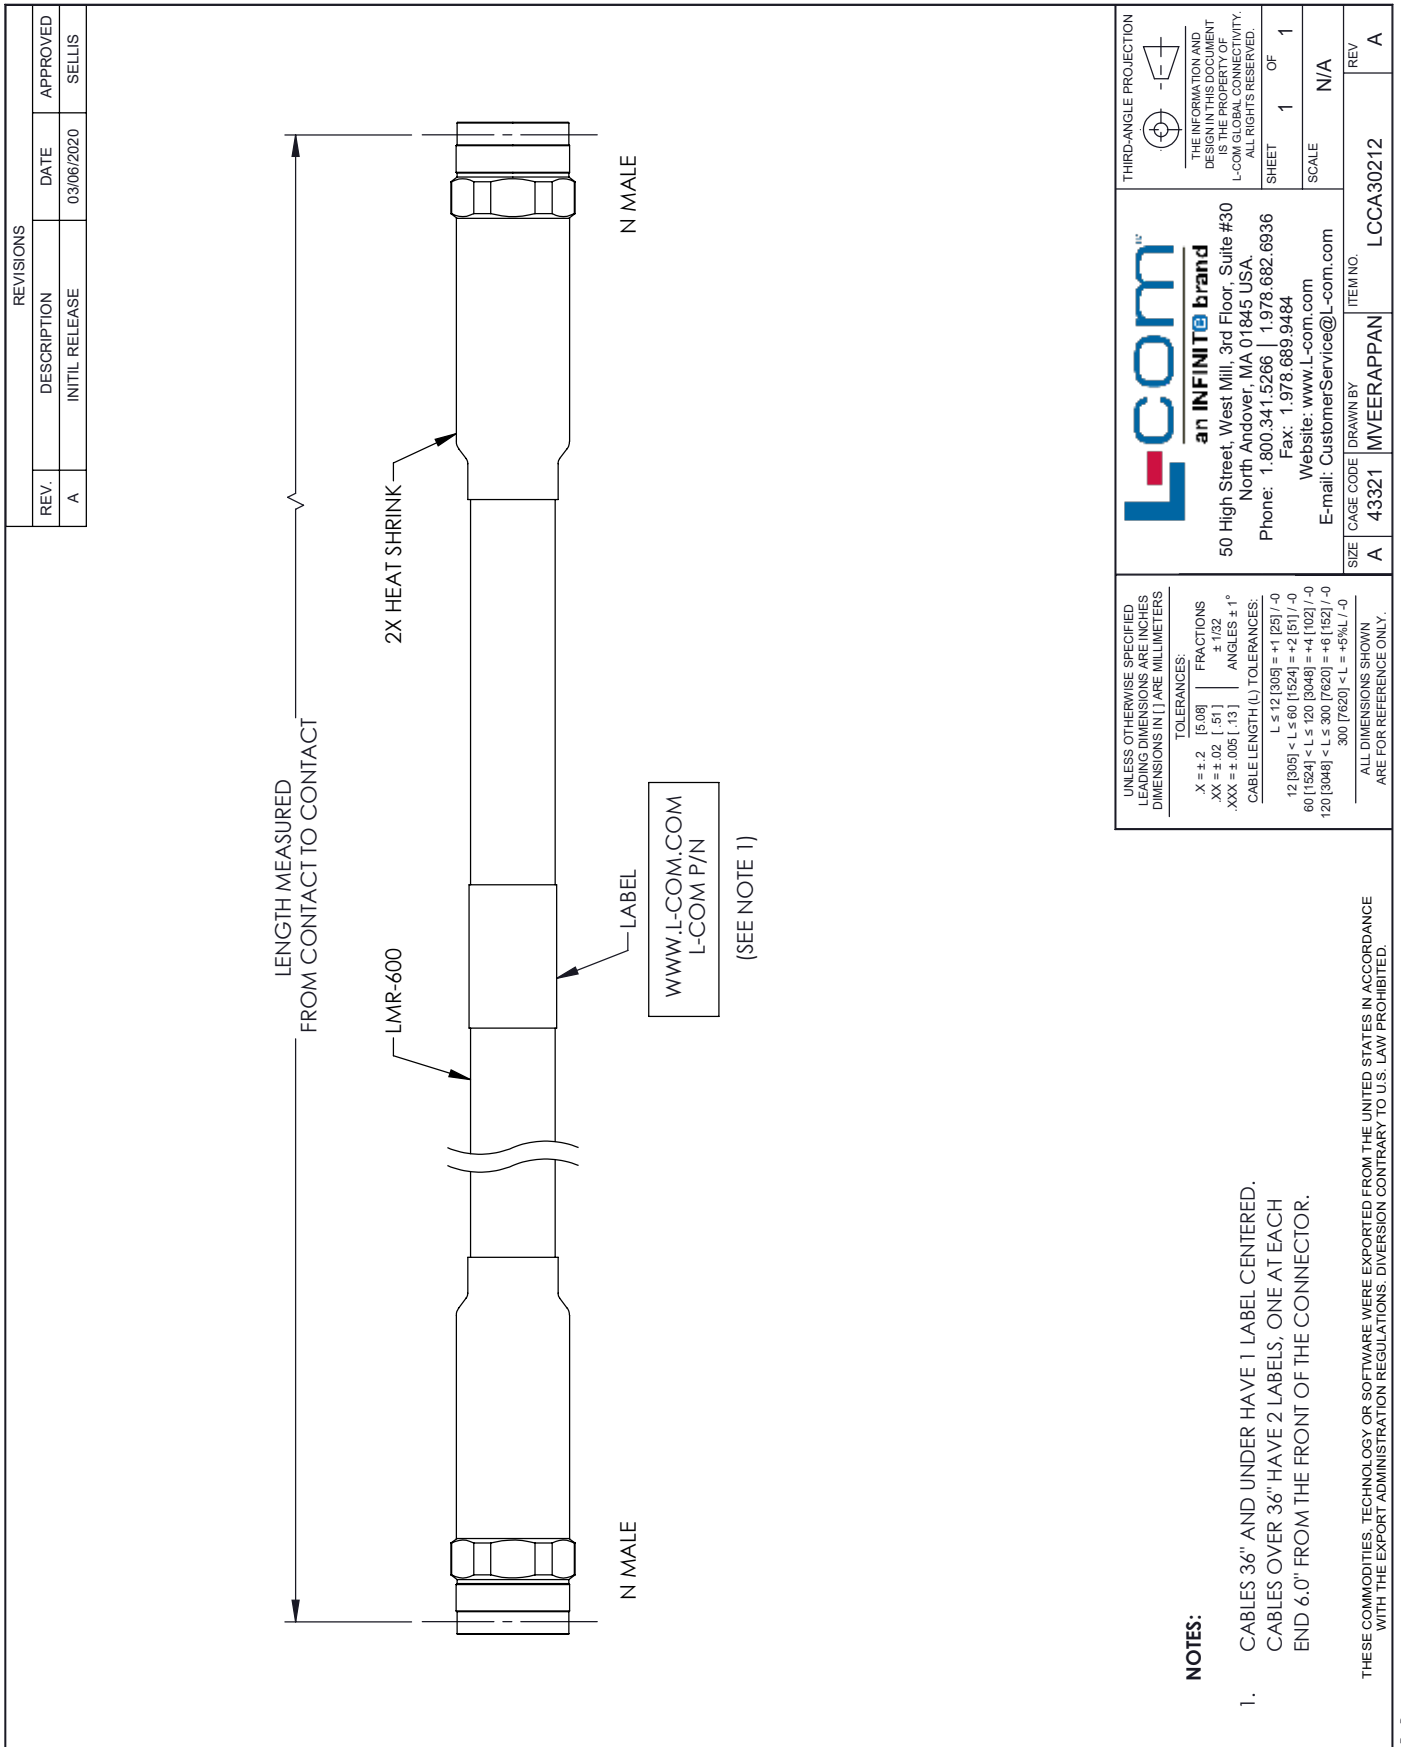 REVISIONS
REV. DESCRIPTION DATE APPROVED
A INITIL RELEASE 03/06/2020 SELLIS
LENGTH MEASURED
FROM CONTACT TO CONTACT
LMR-600
2X HEAT SHRINK
N MALE
N MALE
LABEL
WWW.L-COM.COM
L-COM P/N
(SEE NOTE 1)
NOTES:
1. CABLES 36" AND UNDER HAVE 1 LABEL CENTERED.
CABLES OVER 36" HAVE 2 LABELS, ONE AT EACH
END 6.0" FROM THE FRONT OF THE CONNECTOR.
THESE COMMODITIES, TECHNOLOGY OR SOFTWARE WERE EXPORTED FROM THE UNITED STATES IN ACCORDANCE
WITH THE EXPORT ADMINISTRATION REGULATIONS. DIVERSION CONTRARY TO U.S. LAW PROHIBITED.
UNLESS OTHERWISE SPECIFIED
LEADING DIMENSIONS ARE INCHES
DIMENSIONS IN [ ] ARE MILLIMETERS
TOLERANCES:
.X = ±.2 [5.08] FRACTIONS
.XX = ±.02 [.51] ± 1/32
.XXX = ±.005 [.13] ANGLES ± 1°
CABLE LENGTH (L) TOLERANCES:
L ≤ 12 [305] = +1 [25] / -0
12 [305] < L ≤ 60 [1524] = +2 [51] / -0
60 [1524] < L ≤ 120 [3048] = +4 [102] / -0
120 [3048] < L ≤ 300 [7620] = +6 [152] / -0
300 [7620] < L = +5%L / -0
ALL DIMENSIONS SHOWN
ARE FOR REFERENCE ONLY.
L-com
an INFINIT@ brand
50 High Street, West Mill, 3rd Floor, Suite #30
North Andover, MA 01845 USA.
Phone: 1.800.341.5266 | 1.978.682.6936
Fax: 1.978.689.9484
Website: www.L-com.com
E-mail: CustomerService@L-com.com
THIRD-ANGLE PROJECTION
THE INFORMATION AND
DESIGN IN THIS DOCUMENT
IS THE PROPERTY OF
L-COM GLOBAL CONNECTIVITY.
ALL RIGHTS RESERVED.
SHEET 1 OF 1
SCALE N/A
SIZE A
CAGE CODE 43321
DRAWN BY MVEERAPPAN
ITEM NO. LCCA30212
REV A